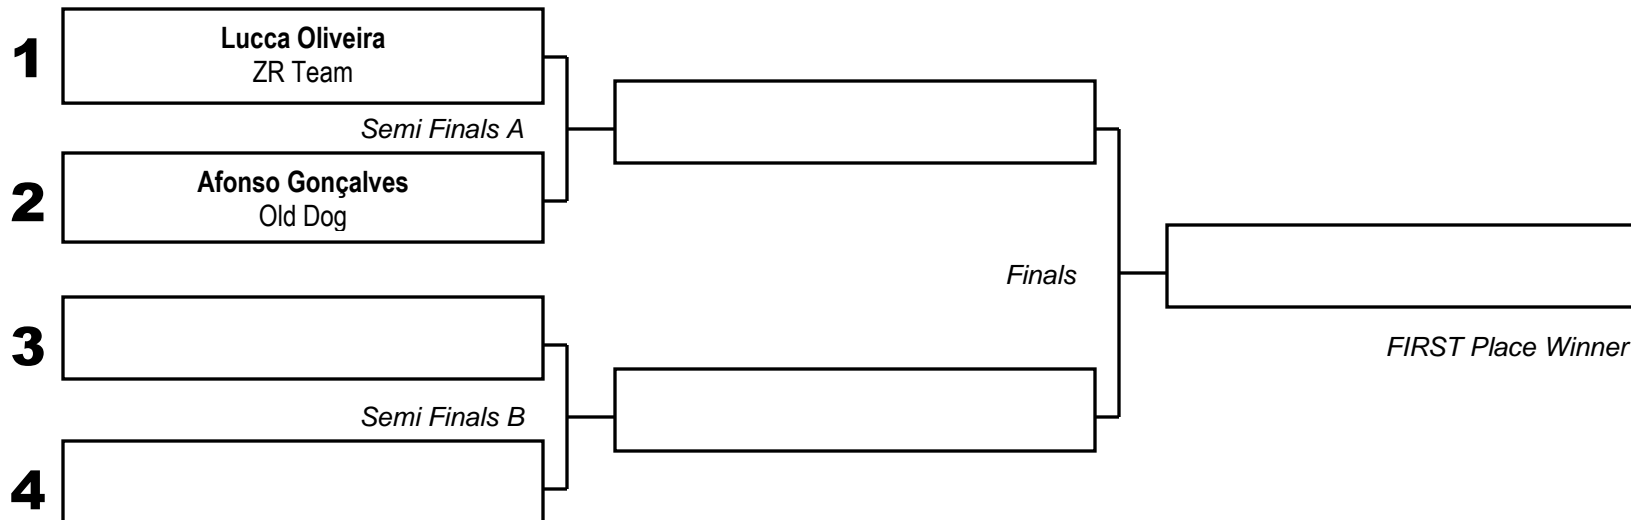 1
Lucca Oliveira
ZR Team
Semi Finals A
2
Afonso Gonçalves
Old Dog
Finals
3
FIRST Place Winner
Semi Finals B
4